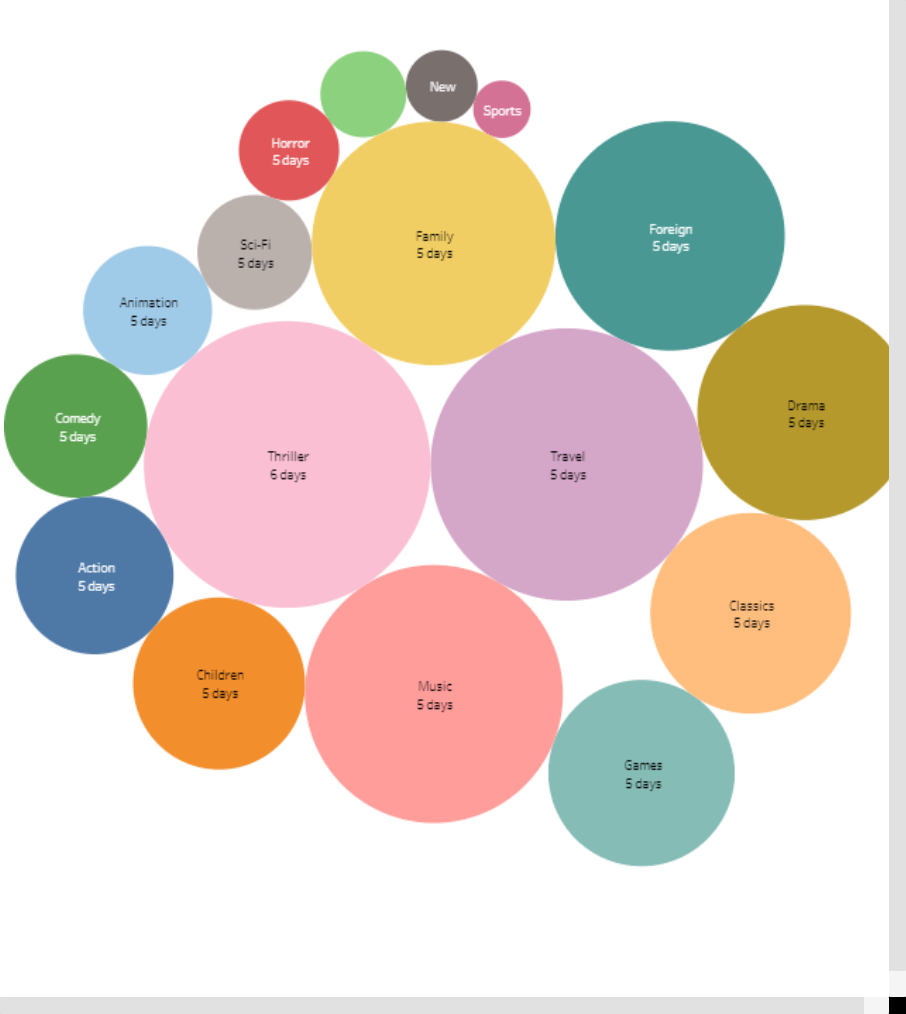 New
Sports
Horror
5 days
Foreign
5 days
Family
5 days
Sci-Fi
5 days
Animation
5 days
Drama
5 days
Comedy
5 days
Thriller
6 days
Travel
5 days
Action
5 days
Classics
5 days
Children
5 days
Music
5 days
Games
5 days